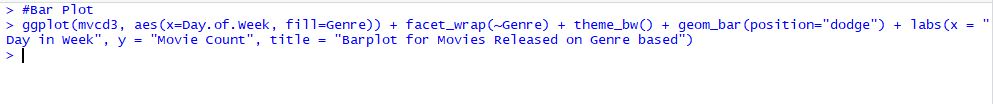 > #Bar Plot
> ggplot(mvcd3, aes(x=Day.of.Week, fill=Genre)) + facet_wrap(~Genre) + theme_bw() + geom_bar(position="dodge") + labs(x = "
Day in Week", y = "Movie Count", title = "Barplot for Movies Released on Genre based")
>